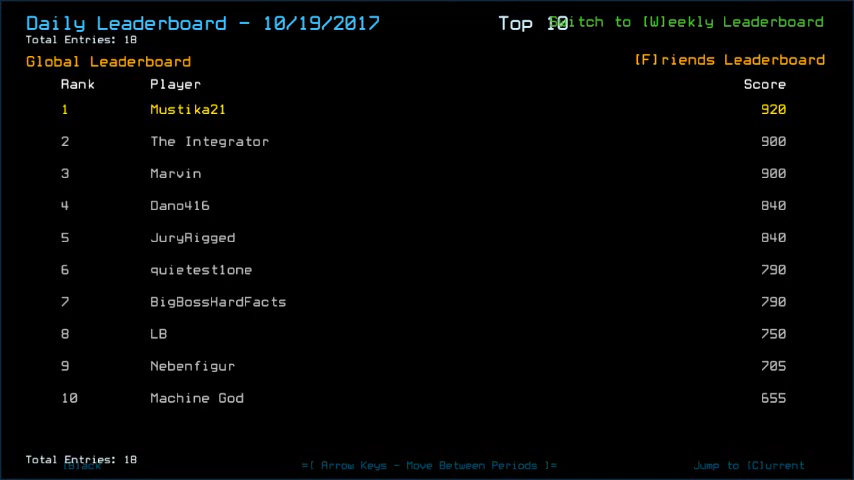 Daily Leaderboard - 10/19/2017 Top 10 Switch to [W]eekly Leaderboard
Total Entries: 18
Global Leaderboard [F]riends Leaderboard
Rank Player Score
1 Mustika21 920
2 The Integrator 900
3 Marvin 900
4 Dano416 840
5 JuryRigged 840
6 quietest1one 790
7 BigBossHardFacts 790
8 LB 750
9 Nebenfigur 705
10 Machine God 655
Total Entries: 18
[B]ack =[ Arrow Keys - Move Between Periods ]= Jump to [C]urrent